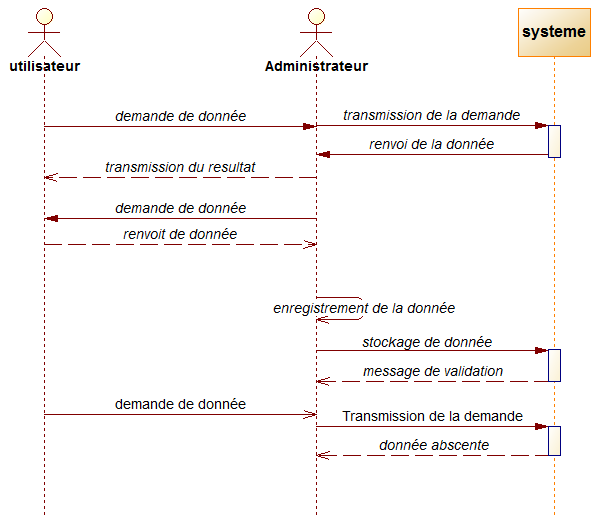 utilisateur
Administrateur
systeme
demande de donnée
transmission de la demande
renvoi de la donnée
transmission du resultat
demande de donnée
renvoit de donnée
enregistrement de la donnée
stockage de donnée
message de validation
demande de donnée
Transmission de la demande
donnée abscente